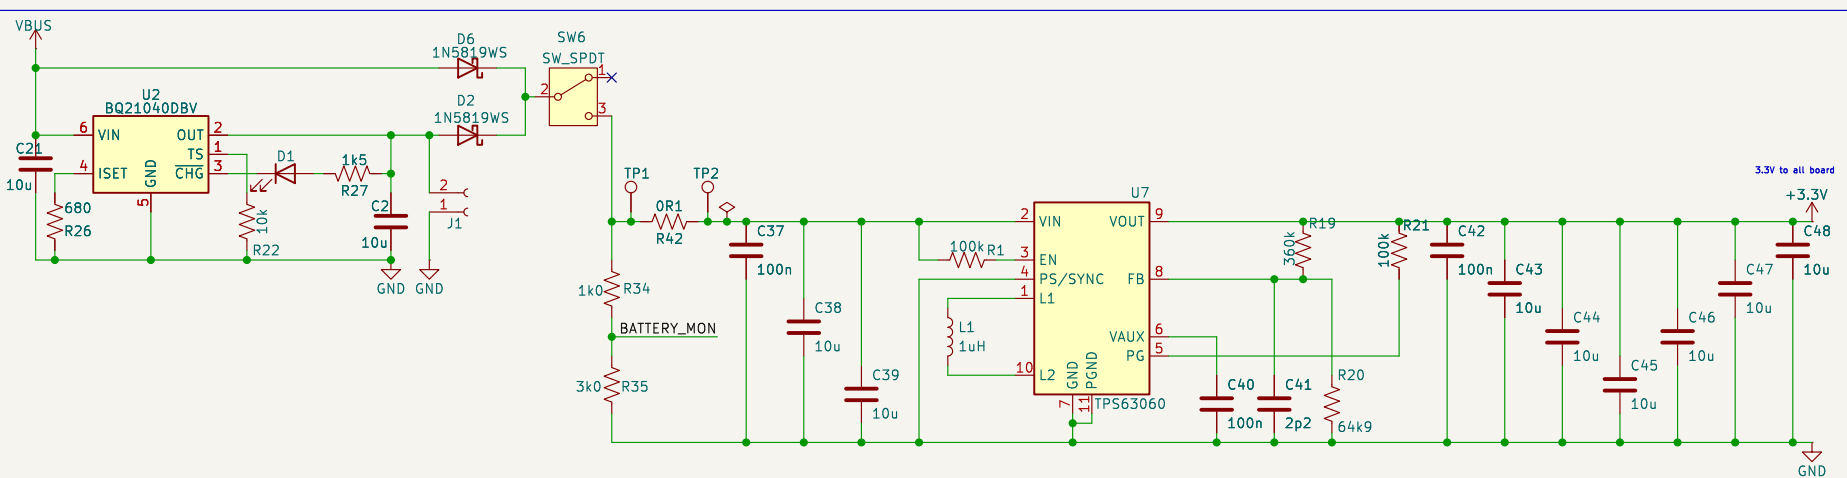 VBUS
D6
1N5819WS
SW6
SW_SPDT
1
2
3
U2
BQ21040DBV
6 VIN OUT 2
TS 1
4 ISET CHG 3
GND
5
C21
10u
680
R26
10k
R22
D1
1k5
R27
C2
10u
GND
D2
1N5819WS
2
1
J1
GND
TP1
0R1
R42
TP2
C37
100n
1k0 R34
BATTERY_MON
3k0 R35
C38
10u
C39
10u
100k R1
L1
1uH
U7
2 VIN VOUT 9
3 EN
4 PS/SYNC FB 8
1 L1
VAUX 6
PG 5
10 L2
GND PGND
7 11
TPS63060
C40
100n
C41
2p2
R20
64k9
R19
360k
R21
100k
C42
100n
C43
10u
C44
10u
C45
10u
C46
10u
C47
10u
3.3V to all board
+3.3V
C48
10u
GND